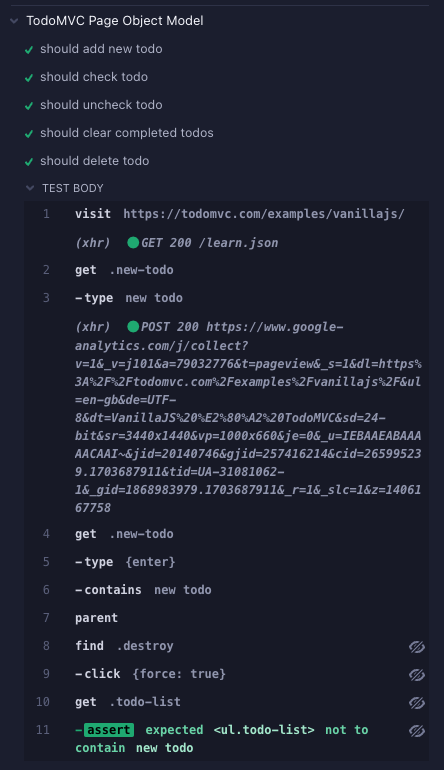 TodoMVC Page Object Model
should add new todo
should check todo
should uncheck todo
should clear completed todos
should delete todo
TEST BODY
1 visit https://todomvc.com/examples/vanillajs/
(xhr) GET 200 /learn.json
2 get .new-todo
3 -type new todo
(xhr) POST 200 https://www.google-
analytics.com/j/collect?
v=1&_v=j101&a=79032776&t=pageview&_s=1&dl=https%
3A%2F%2Ftodomvc.com%2Fexamples%2Fvanillajs%2F&ul
=en-gb&de=UTF-
8&dt=VanillaJS%20%E2%80%A2%20TodoMVC&sd=24-
bit&sr=3440x1440&vp=1000x660&je=0&_u=IEBAAEABAAA
AACAAI~&jid=20140746&gjid=257416214&cid=26599523
9.1703687911&tid=UA-31081062-
1&_gid=1868983979.1703687911&_r=1&_slc=1&z=14061
67758
4 get .new-todo
5 -type {enter}
6 -contains new todo
7 parent
8 find .destroy
9 -click {force: true}
10 get .todo-list
11 -assert expected <ul.todo-list> not to
contain new todo